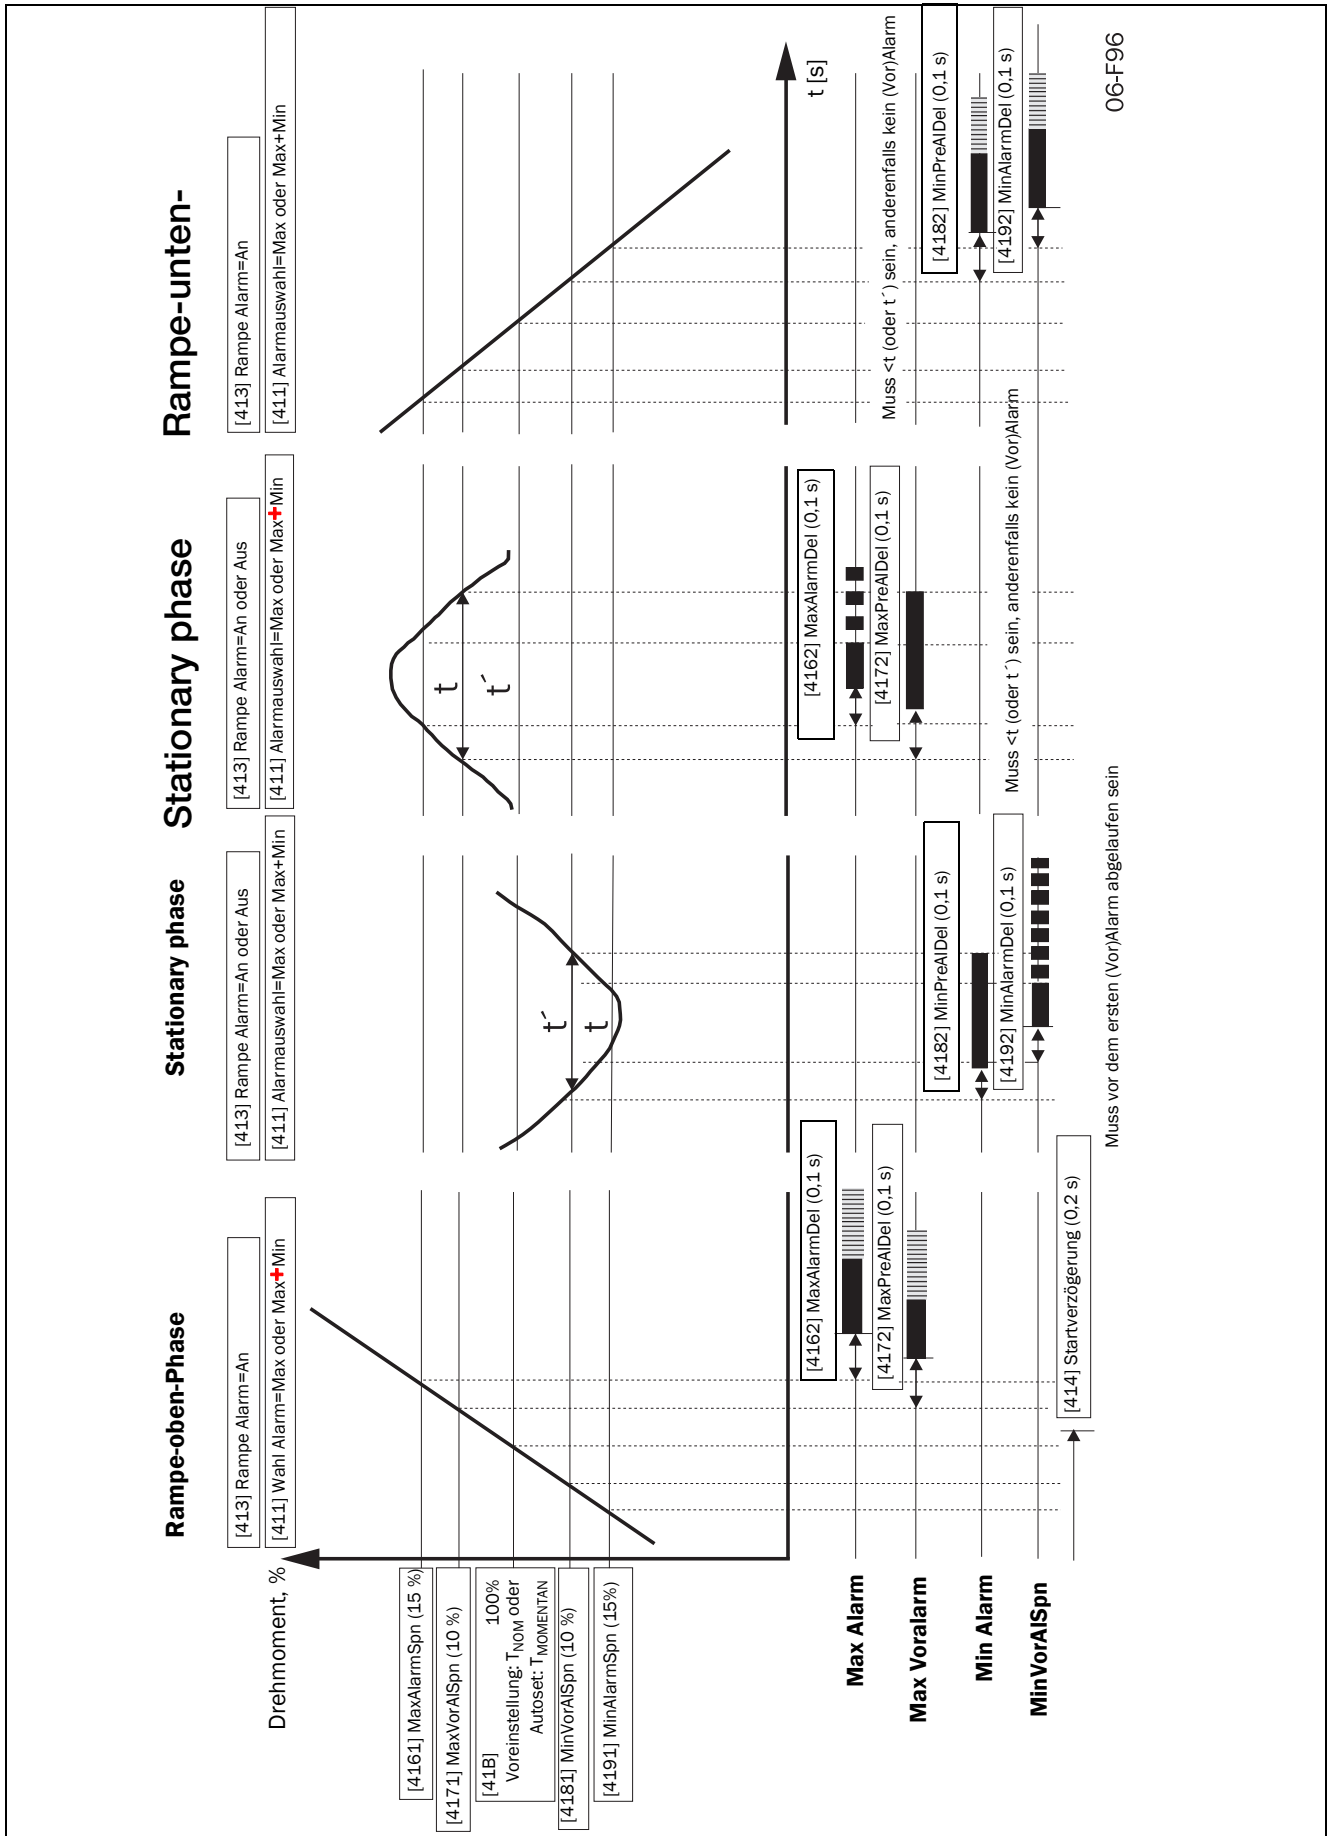 Rampe-oben-Phase
Stationary phase
Stationary phase
Rampe-unten-
[413] Rampe Alarm=An
[411] Wahl Alarm=Max oder Max+Min
[413] Rampe Alarm=An oder Aus
[411] Alarmauswahl=Max oder Max+Min
[413] Rampe Alarm=An oder Aus
[411] Alarmauswahl=Max oder Max+Min
[413] Rampe Alarm=An
[411] Alarmauswahl=Max oder Max+Min
Drehmoment, %
[4161] MaxAlarmSpn (15 %)
[4171] MaxVorAlSpn (10 %)
[41B] 100%
Voreinstellung: TNOM oder
Autoset: TMOMENTAN
[4181] MinVorAlSpn (10 %)
[4191] MinAlarmSpn (15%)
t´
t
t
t´
t [s]
[4162] MaxAlarmDel (0,1 s)
[4162] MaxAlarmDel (0,1 s)
Max Alarm
[4172] MaxPreAlDel (0,1 s)
[4172] MaxPreAlDel (0,1 s)
Muss <t (oder t´) sein, anderenfalls kein (Vor)Alarm
Max Voralarm
[4182] MinPreAlDel (0,1 s)
[4182] MinPreAlDel (0,1 s)
Min Alarm
[4192] MinAlarmDel (0,1 s)
Muss <t (oder t´) sein, anderenfalls kein (Vor)Alarm
[4192] MinAlarmDel (0,1 s)
MinVorAlSpn
[414] Startverzögerung (0,2 s)
Muss vor dem ersten (Vor)Alarm abgelaufen sein
06-F96